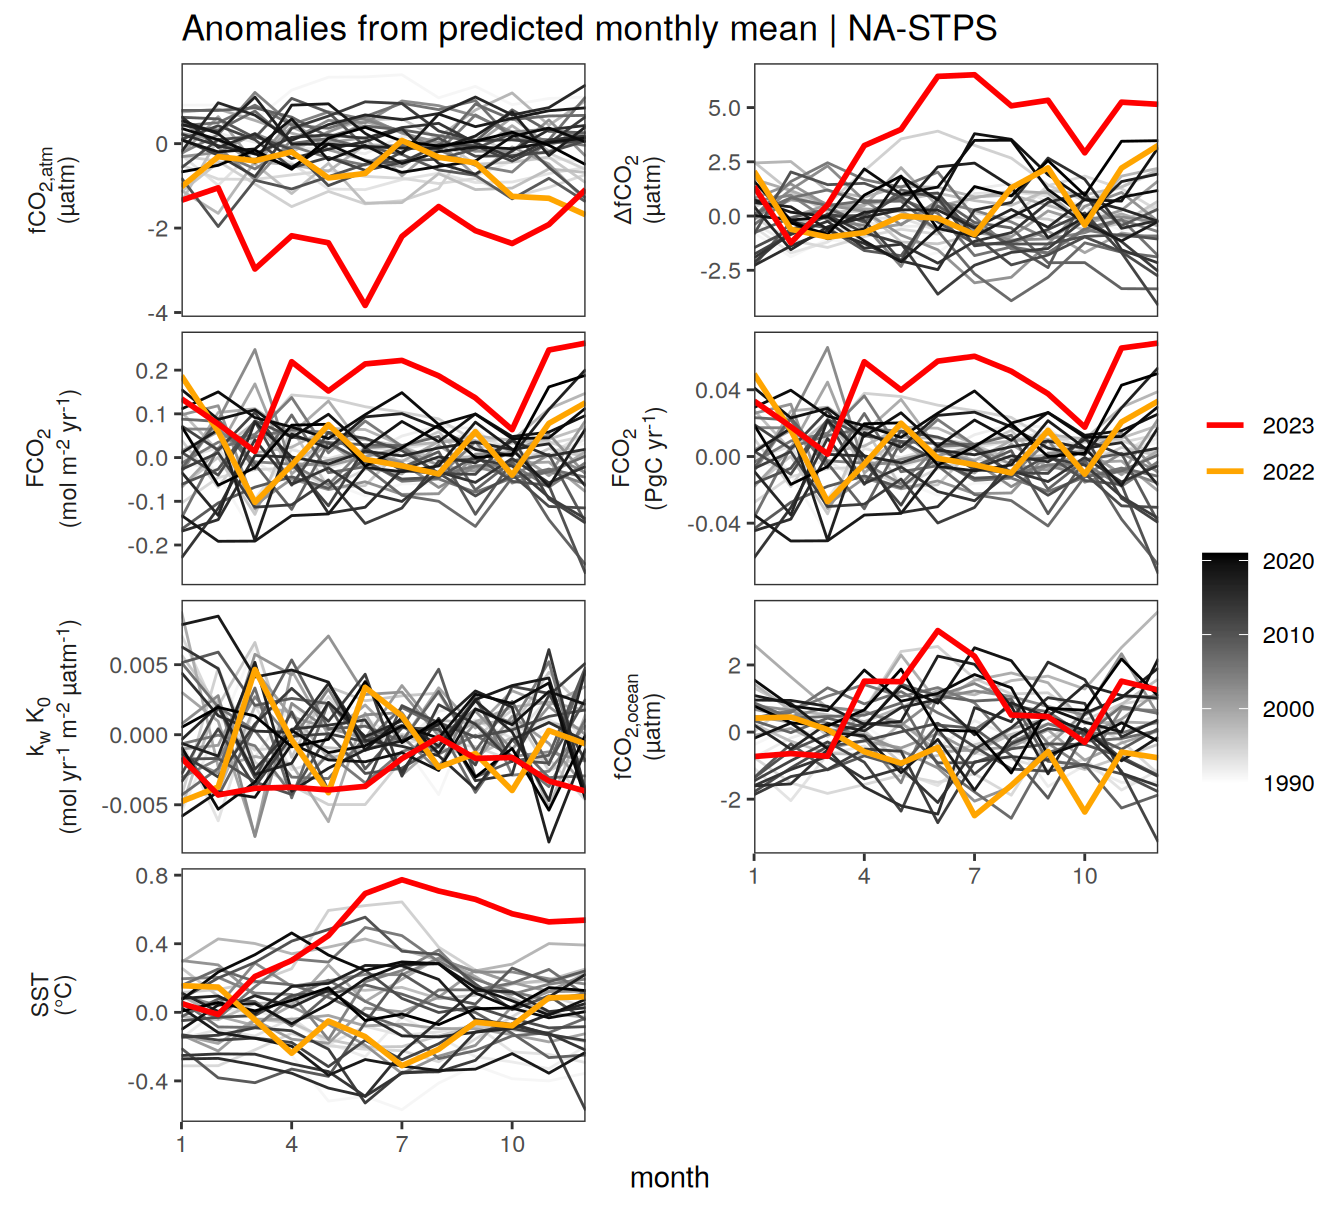 Anomalies from predicted monthly mean | NA-STPS
fCO2,atm
(µatm)
0
-2
-4
ΔfCO2
(µatm)
5.0
2.5
0.0
-2.5
FCO2
(mol m-2 yr-1)
0.2
0.1
0.0
-0.1
-0.2
FCO2
(PgC yr-1)
0.04
0.00
-0.04
kw K0
(mol yr-1 m-2 µatm-1)
0.005
0.000
-0.005
fCO2,ocean
(µatm)
2
0
-2
1 4 7 10
SST
(°C)
0.8
0.4
0.0
-0.4
1 4 7 10
month
2023
2022
2020
2010
2000
1990